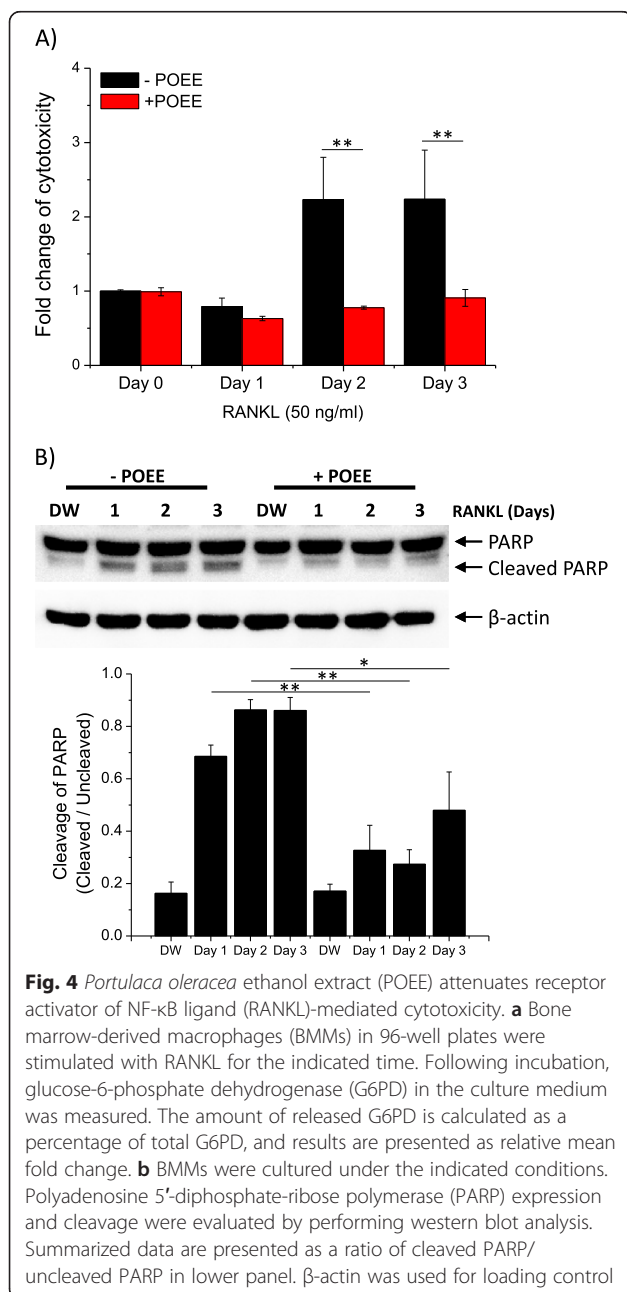 A)
4
3
2
1
0
Fold change of cytotoxicity
- POEE
+POEE
**
**
Day 0 Day 1 Day 2 Day 3
RANKL (50 ng/ml)
B)
- POEE + POEE
DW 1 2 3 DW 1 2 3 RANKL (Days)
PARP
Cleaved PARP
β-actin
1.0
0.8
0.6
0.4
0.2
0.0
Cleavage of PARP
(Cleaved / Uncleaved)
*
**
**
DW Day 1 Day 2 Day 3 DW Day 1 Day 2 Day 3
Fig. 4 Portulaca oleracea ethanol extract (POEE) attenuates receptor
activator of NF-κB ligand (RANKL)-mediated cytotoxicity. a Bone
marrow-derived macrophages (BMMs) in 96-well plates were
stimulated with RANKL for the indicated time. Following incubation,
glucose-6-phosphate dehydrogenase (G6PD) in the culture medium
was measured. The amount of released G6PD is calculated as a
percentage of total G6PD, and results are presented as relative mean
fold change. b BMMs were cultured under the indicated conditions.
Polyadenosine 5′-diphosphate-ribose polymerase (PARP) expression
and cleavage were evaluated by performing western blot analysis.
Summarized data are presented as a ratio of cleaved PARP/
uncleaved PARP in lower panel. β-actin was used for loading control